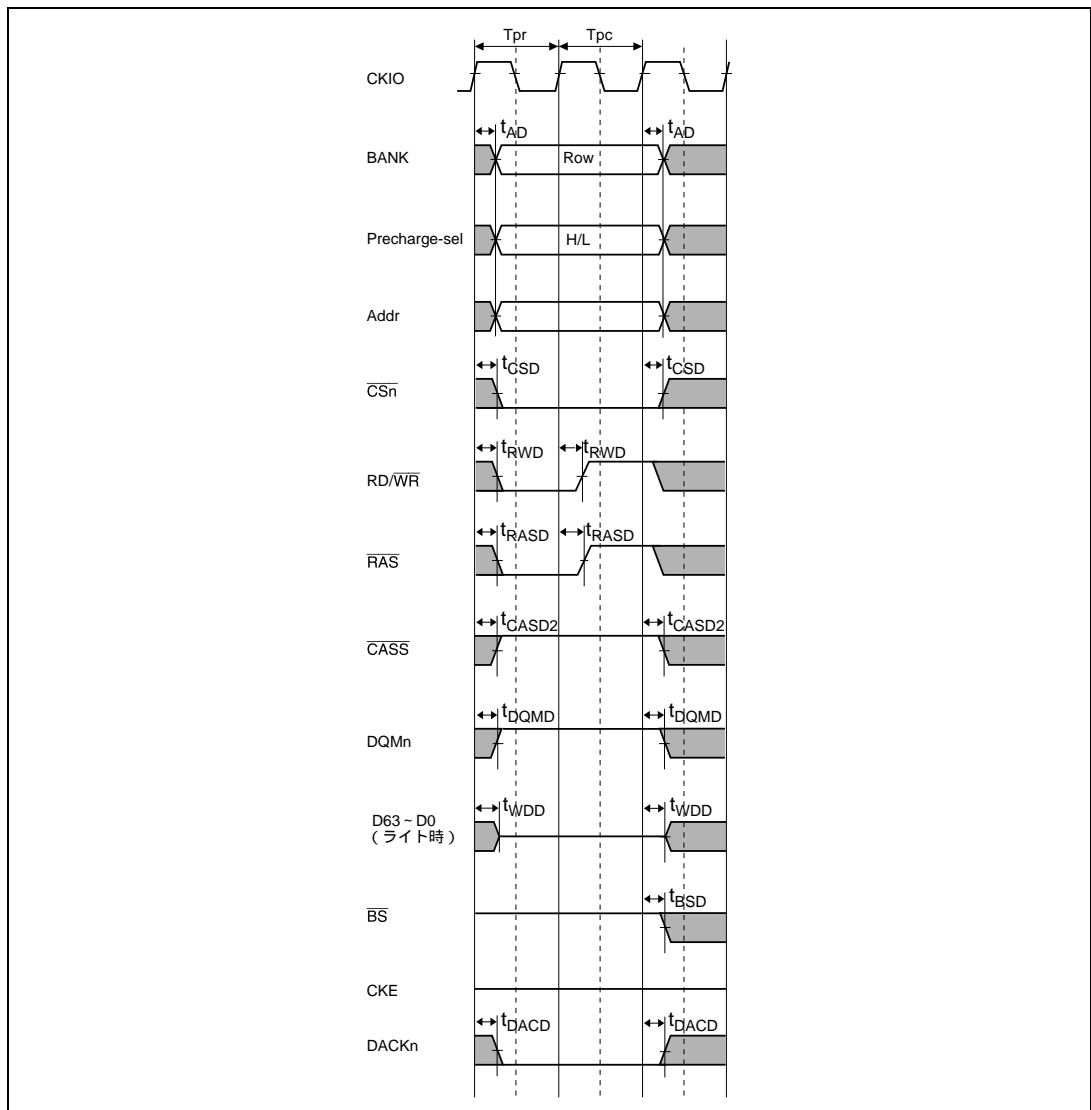 Tpr Tpc
CKIO
tAD tAD
BANK Row
Precharge-sel H/L
Addr
tCSD tCSD
CSn
tRWD tRWD
RD/WR
tRASD tRASD
RAS
tCASD2 tCASD2
CASS
tDQMD tDQMD
DQMn
tWDD tWDD
D63~D0
(ライト時)
tBSD
BS
CKE
tDACD tDACD
DACKn